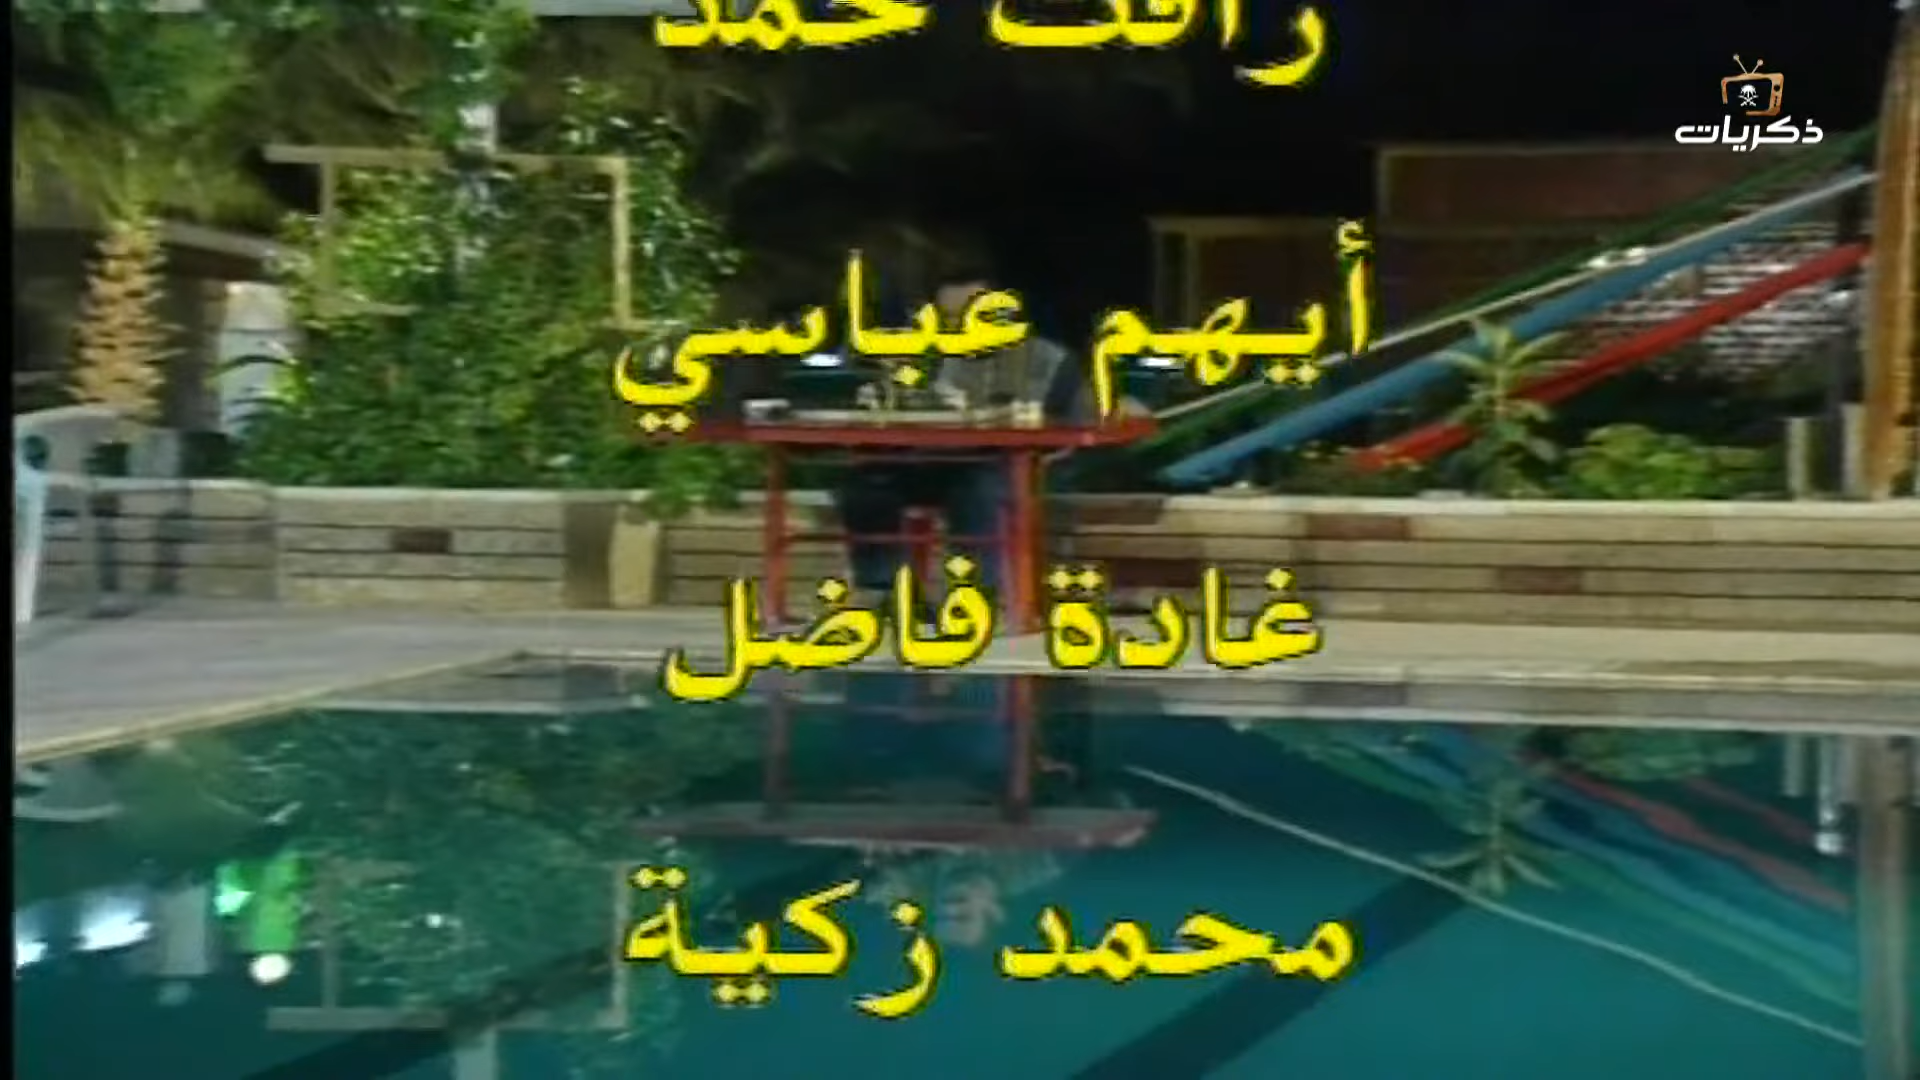 رأفت حمد
ذكريات
أيهم عباسي
غادة فاضل
محمد زكية